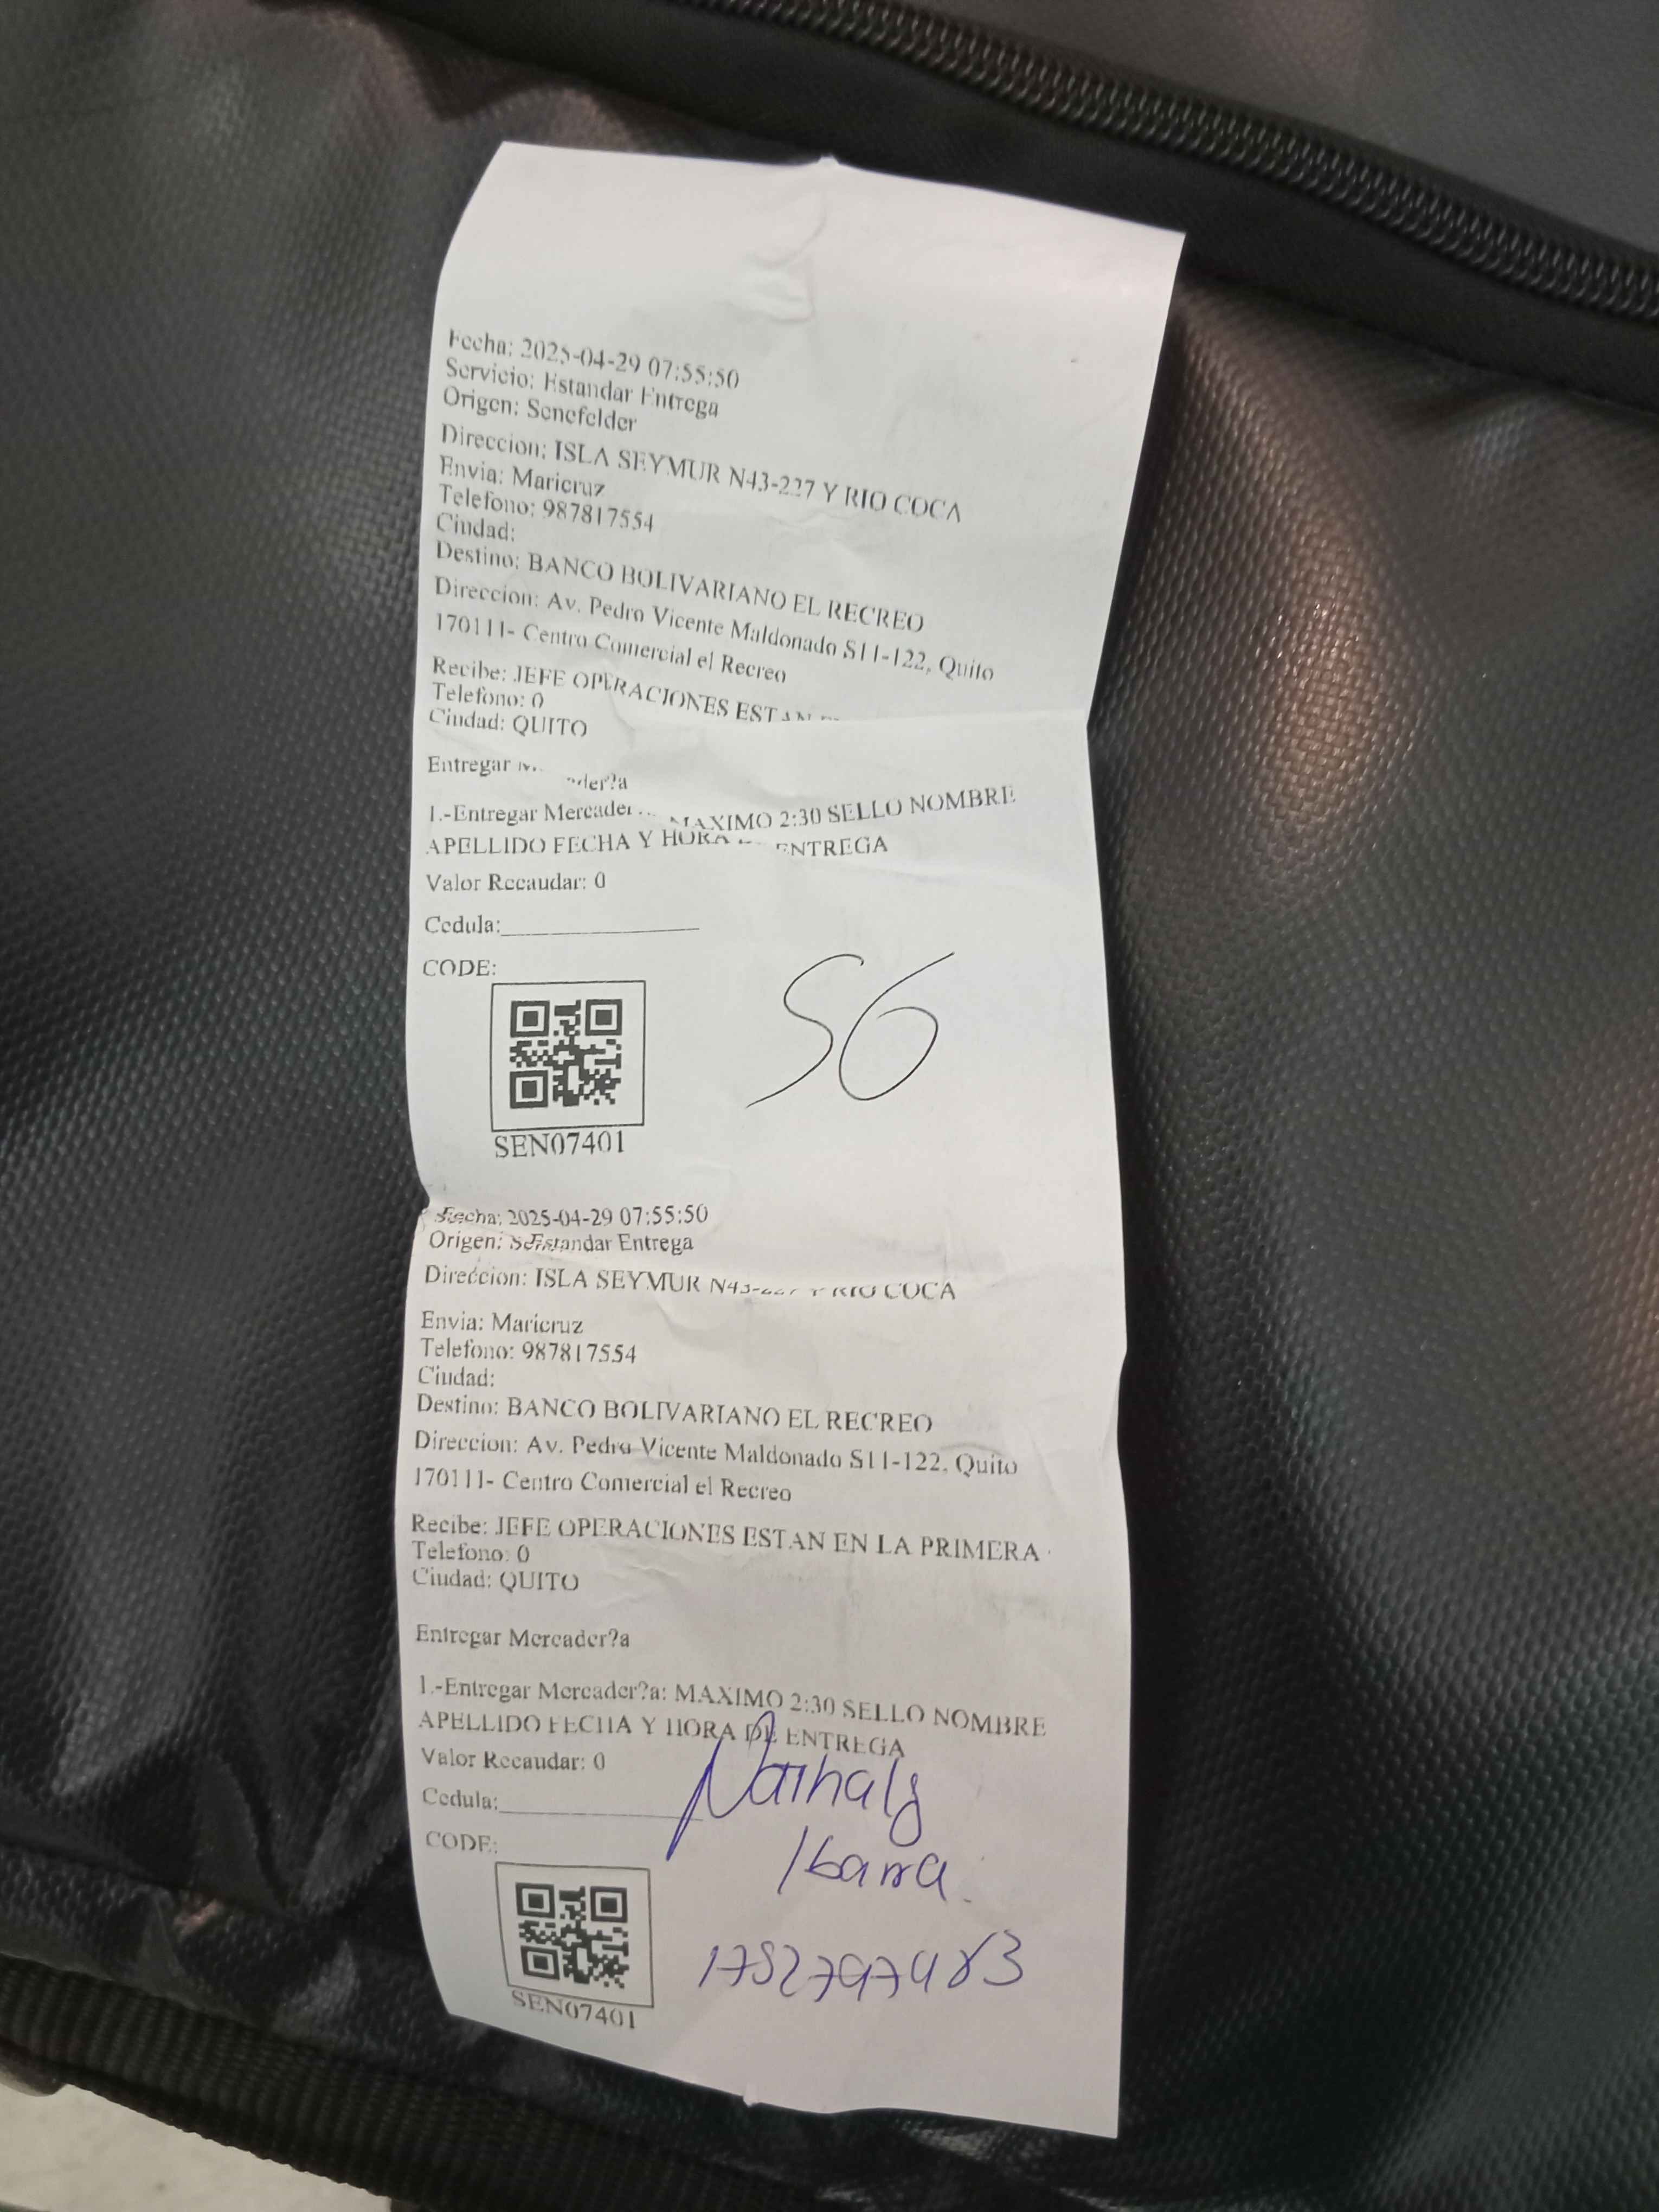 Fecha: 2025-04-29 07:55:50
Servicio: Estandar Entrega
Origen: Senefelder
Direccion: ISLA SEYMUR N43-227 Y RIO COCA
Envia: Maricruz
Telefono: 987817554
Ciudad:
Destino: BANCO BOLIVARIANO EL RECREO
Direccion: Av. Pedro Vicente Maldonado S11-122, Quito
170111- Centro Comercial el Recreo
Recibe: JEFE OPERACIONES ESTAN
Telefono: 0
Ciudad: QUITO
Entregar
1.-Entregar MAXIMO 2:30 SELLO NOMBRE
APELLIDO FECHA Y HORA ENTREGA
Valor Recaudar: 0
Cedula:
CODE:
S6
SEN07401
Fecha: 2025-04-29 07:55:50
Origen: Estandar Entrega
Direccion: ISLA SEYMUR Y RIO COCA
Envia: Maricruz
Telefono: 987817554
Ciudad:
Destino: BANCO BOLIVARIANO EL RECREO
Direccion: Av. Pedro Vicente Maldonado S11-122, Quito
170111- Centro Comercial el Recreo
Recibe: JEFE OPERACIONES ESTAN EN LA PRIMERA
Telefono: 0
Ciudad: QUITO
Entregar Mercader?a
1.-Entregar Mercader?a: MAXIMO 2:30 SELLO NOMBRE
APELLIDO FECHA Y HORA DE ENTREGA
Valor Recaudar: 0
Cedula:
Nathaly
Ibarra.
CODE:
SEN07401